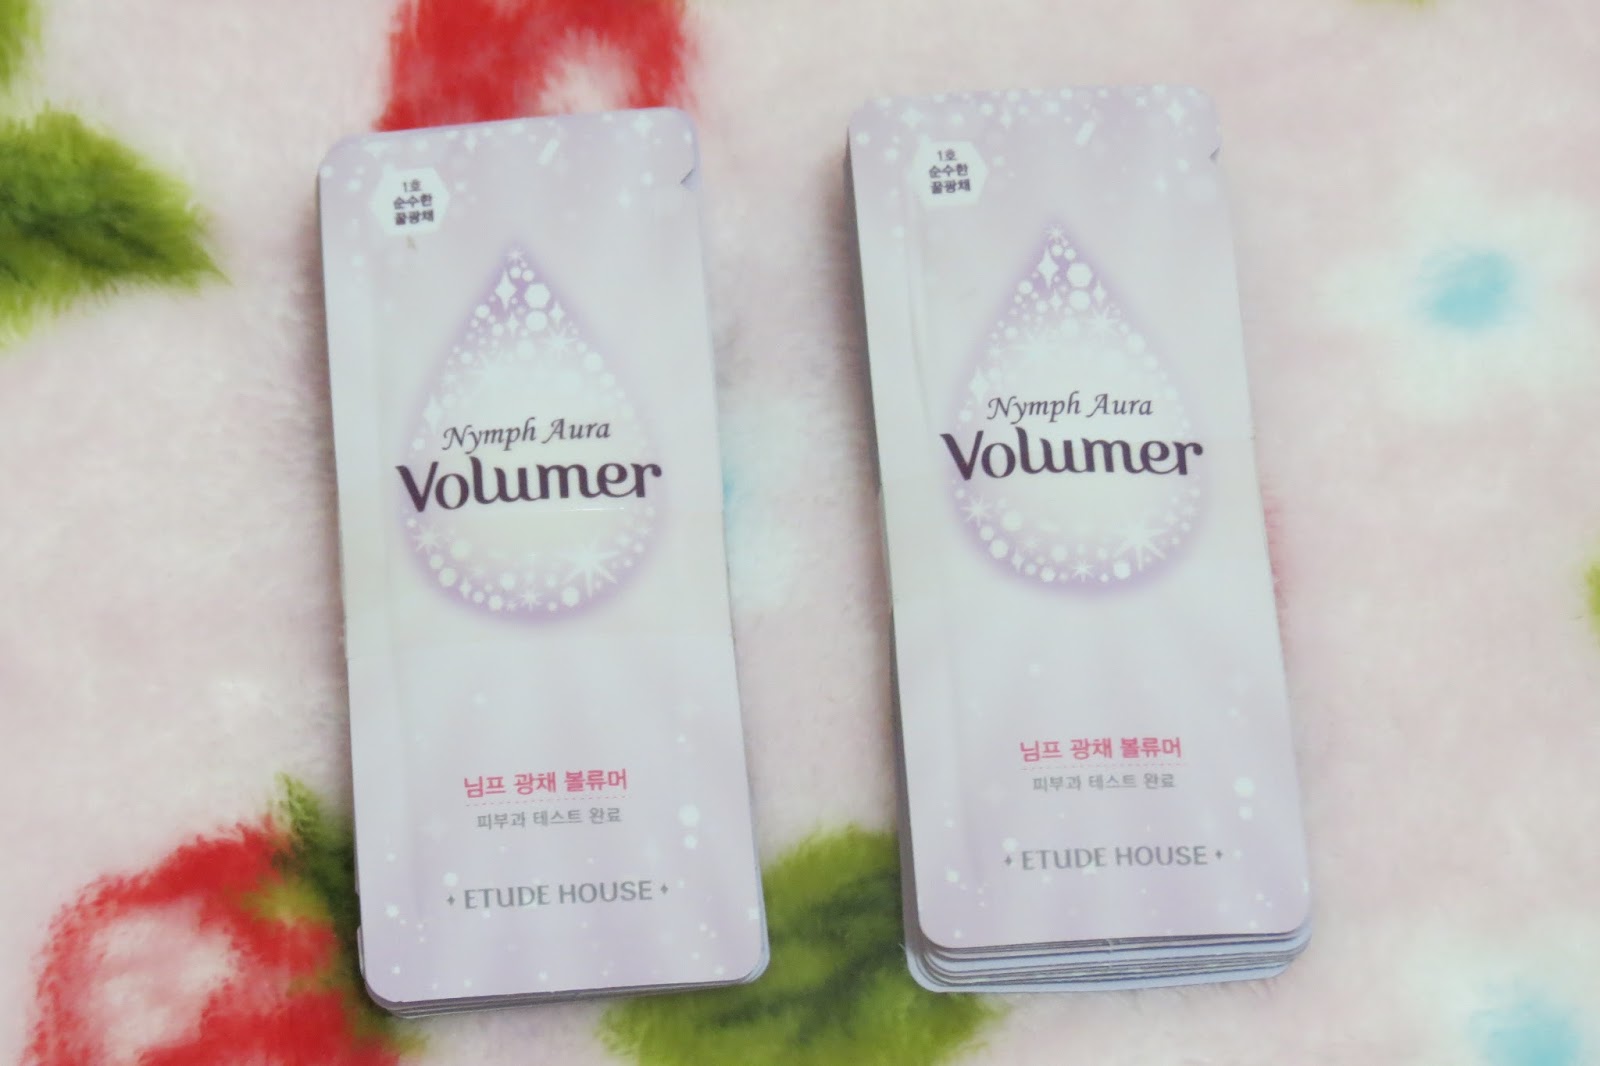 1호
순수한
꿀광채
Nymph Aura
Volumer
님프 광채 볼류머
피부과 테스트 완료
ETUDE HOUSE
1호
순수한
꿀광채
Nymph Aura
Volumer
님프 광채 볼류머
피부과 테스트 완료
ETUDE HOUSE